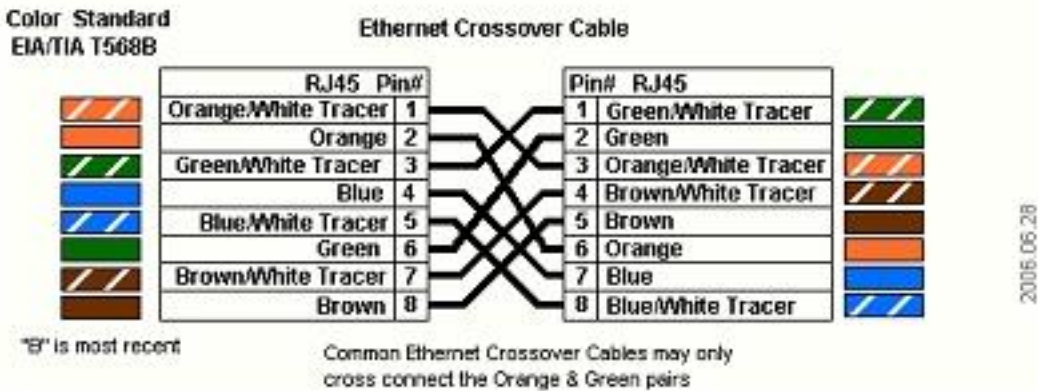 Color Standard
EIA/TIA T568B
Ethernet Crossover Cable
RJ45 Pin#
Orange/White Tracer 1
Orange 2
Green/White Tracer 3
Blue 4
Blue/White Tracer 5
Green 6
Brown/White Tracer 7
Brown 8
Pin# RJ45
1 Green/White Tracer
2 Green
3 Orange/White Tracer
4 Brown/White Tracer
5 Brown
6 Orange
7 Blue
8 Blue/White Tracer
"B" is most recent
Common Ethernet Crossover Cables may only
cross connect the Orange & Green pairs
2006.06.28